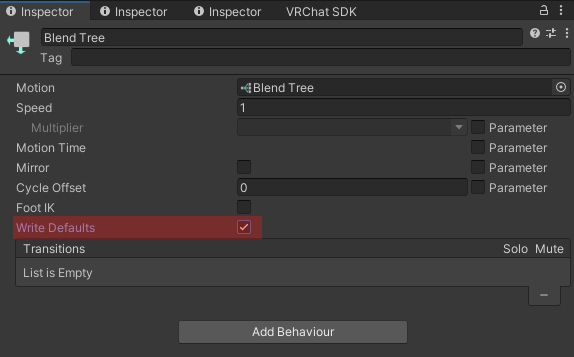 Inspector Inspector Inspector VRChat SDK
Blend Tree
Tag
Motion Blend Tree
Speed 1
Multiplier Parameter
Motion Time Parameter
Mirror Parameter
Cycle Offset 0 Parameter
Foot IK
Write Defaults
Transitions Solo Mute
List is Empty
Add Behaviour